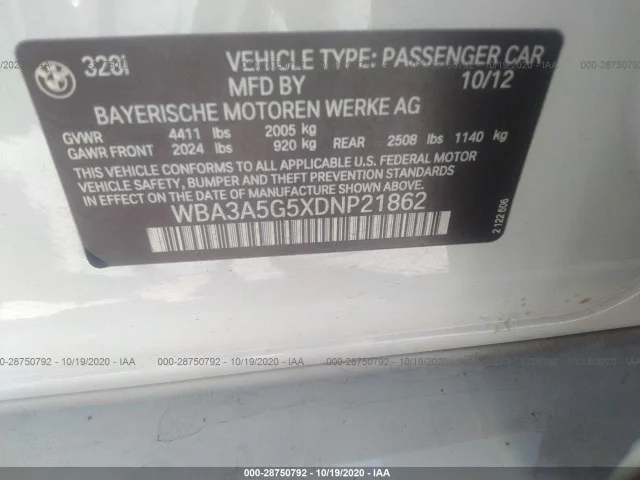 BMW
328i
VEHICLE TYPE: PASSENGER CAR
MFD BY 10/12
BAYERISCHE MOTOREN WERKE AG
GVWR 4411 lbs 2005 kg
GAWR FRONT 2024 lbs 920 kg REAR 2508 lbs 1140 kg
THIS VEHICLE CONFORMS TO ALL APPLICABLE U.S. FEDERAL MOTOR
VEHICLE SAFETY, BUMPER AND THEFT PREVENTION STANDARDS
IN EFFECT ON THE DATE OF MANUFACTURE SHOWN ABOVE.
WBA3A5G5XDNP21862
2 122 606
000-28750792 - 10/19/2020 - IAA
000-28750792 - 10/19/2020 - IAA
000-28750792 - 10/19/2020 - IAA
000-28750792 - 10/19/2020 - IAA
000-28750792 - 10/19/2020 - IAA